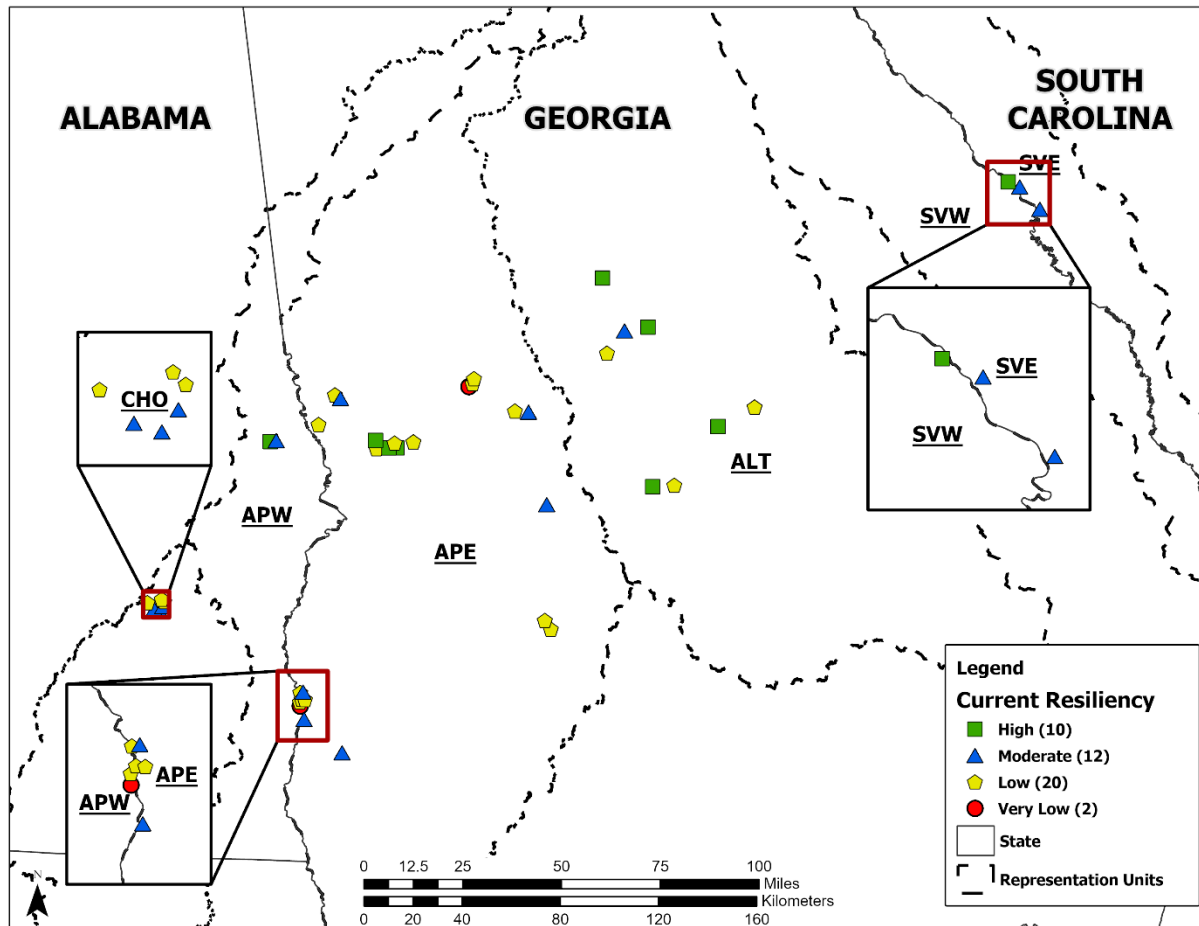 ALABAMA
GEORGIA
SOUTH
CAROLINA
SVE
SVW
CHO
SVE
SVW
APW
ALT
APE
APE
APW
Legend
Current Resiliency
High (10)
Moderate (12)
Low (20)
Very Low (2)
State
Representation Units
N
0 12.5 25 50 75 100
Miles
Kilometers
0 20 40 80 120 160